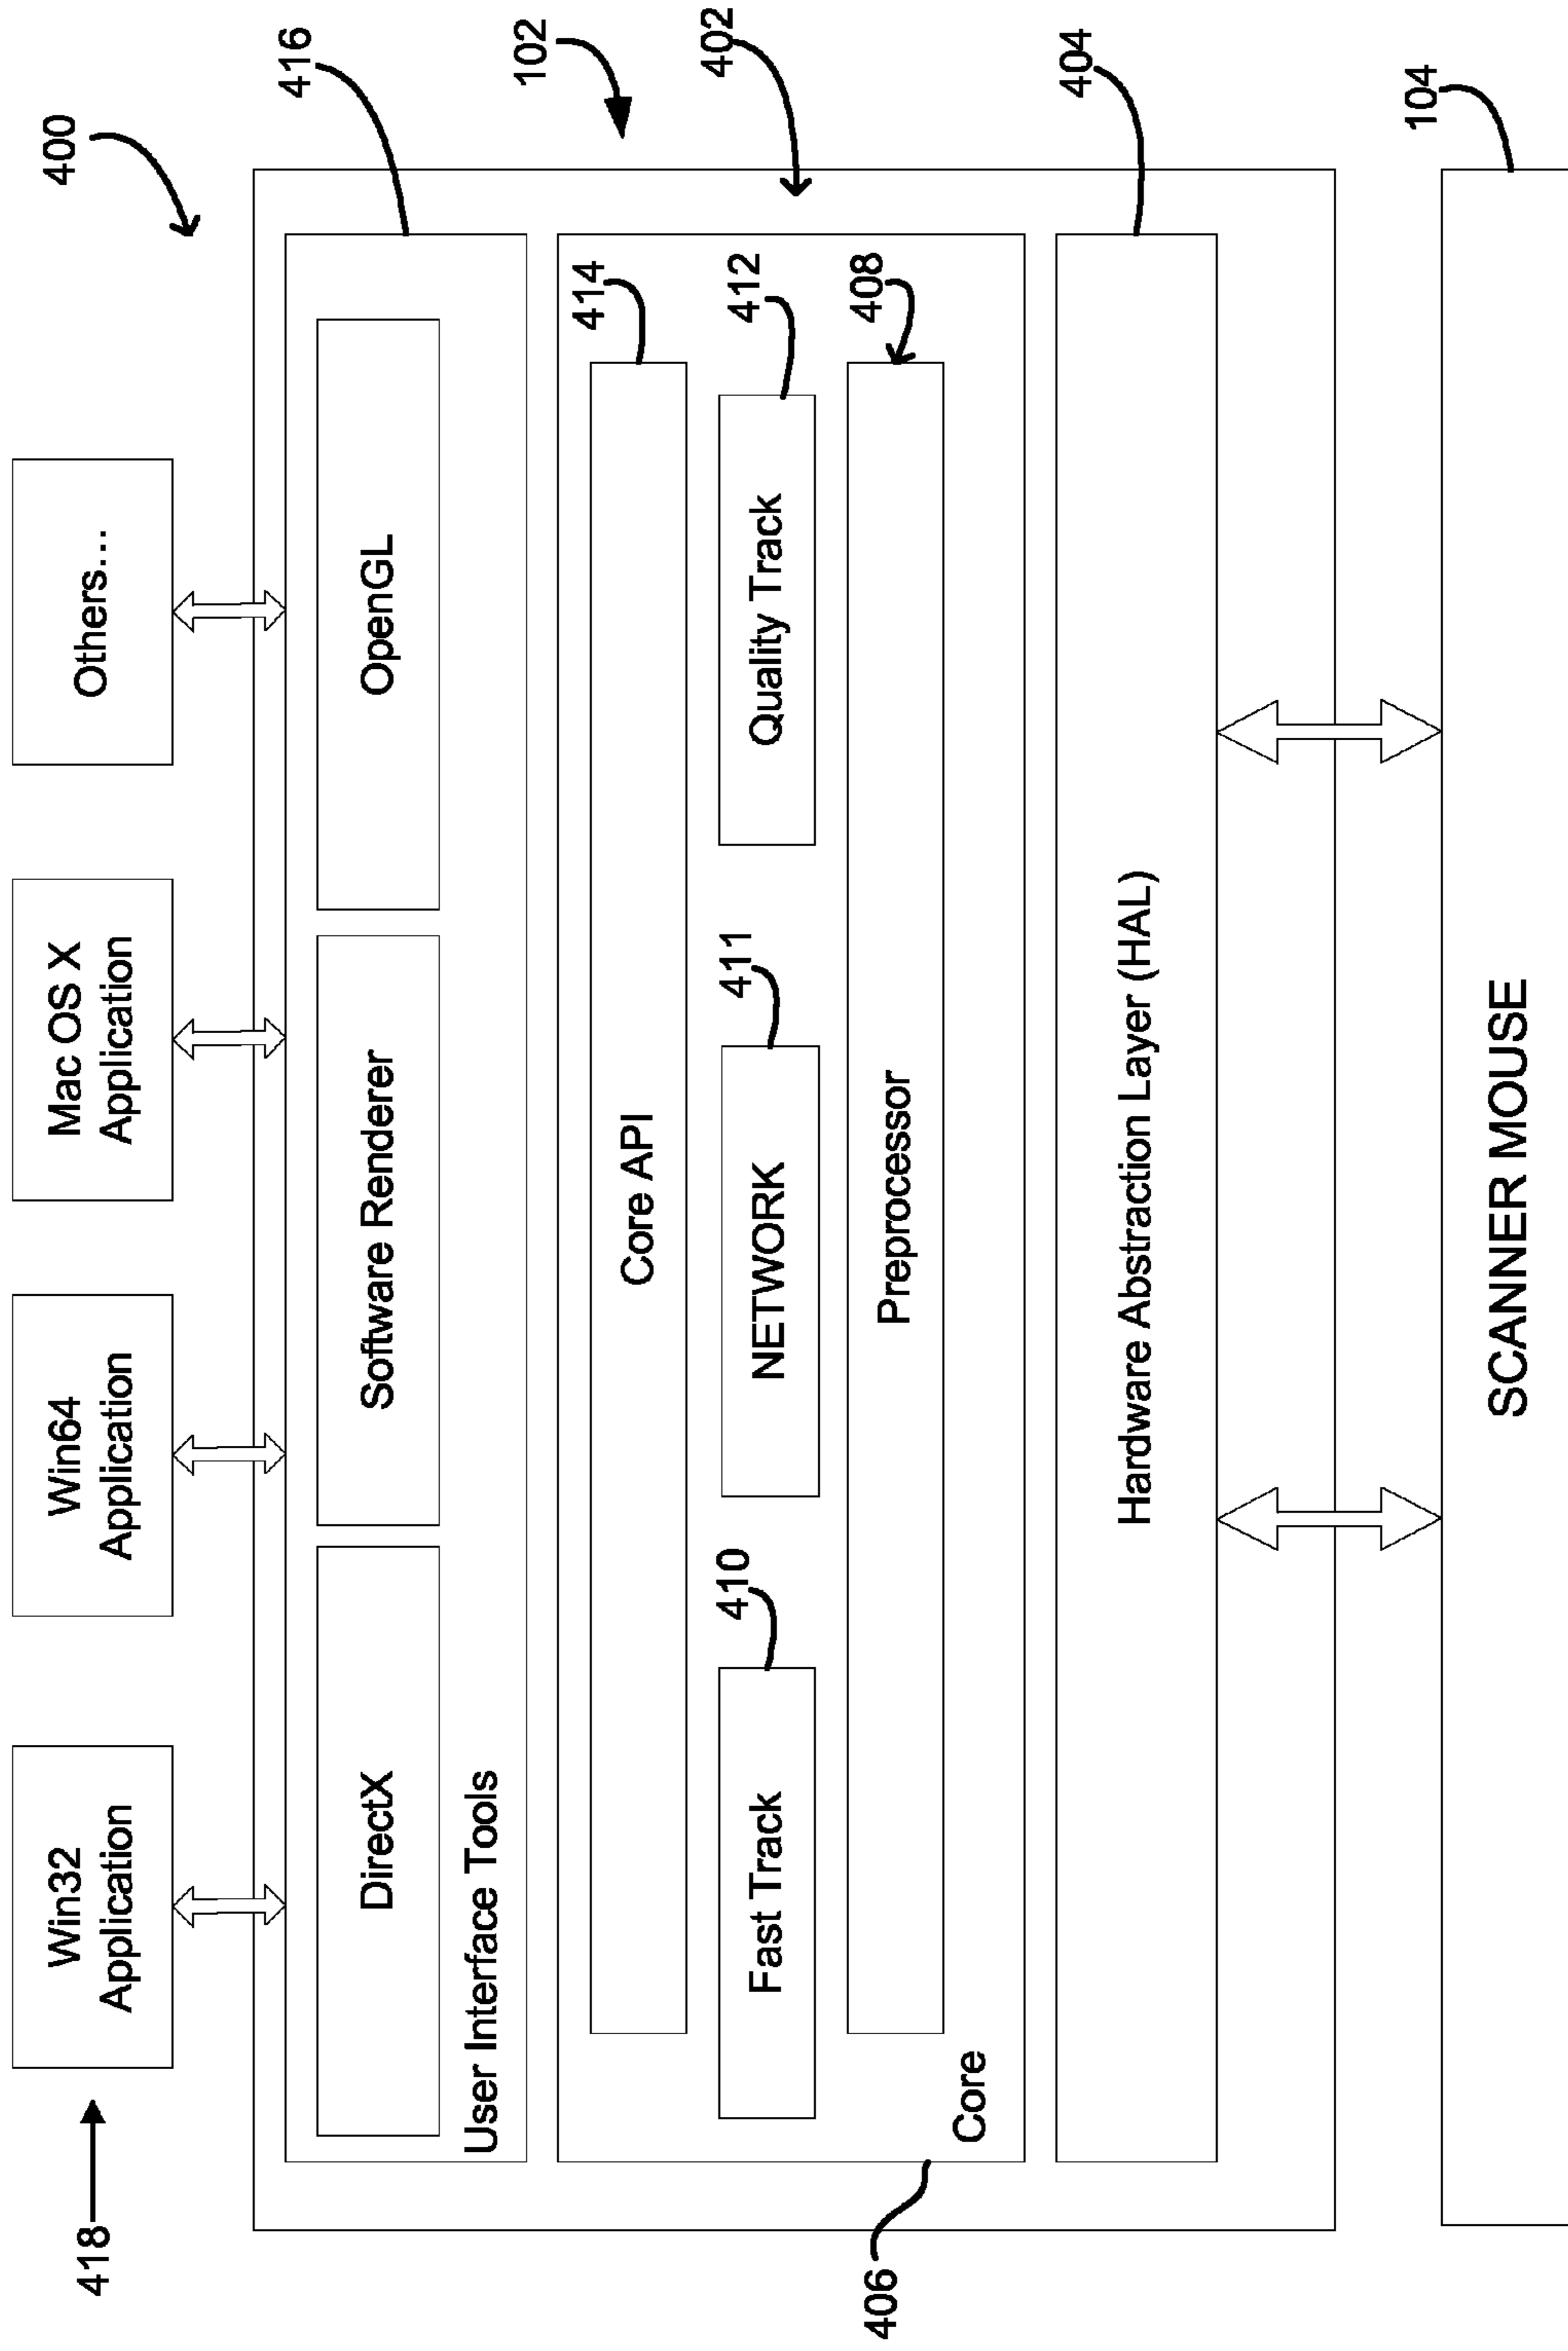 400
418
Win32
Application
Win64
Application
Mac OS X
Application
Others...
416
DirectX
Software Renderer
OpenGL
User Interface Tools
102
402
414
Core API
410
411
412
Fast Track
NETWORK
Quality Track
408
Preprocessor
Core
406
404
Hardware Abstraction Layer (HAL)
104
SCANNER MOUSE